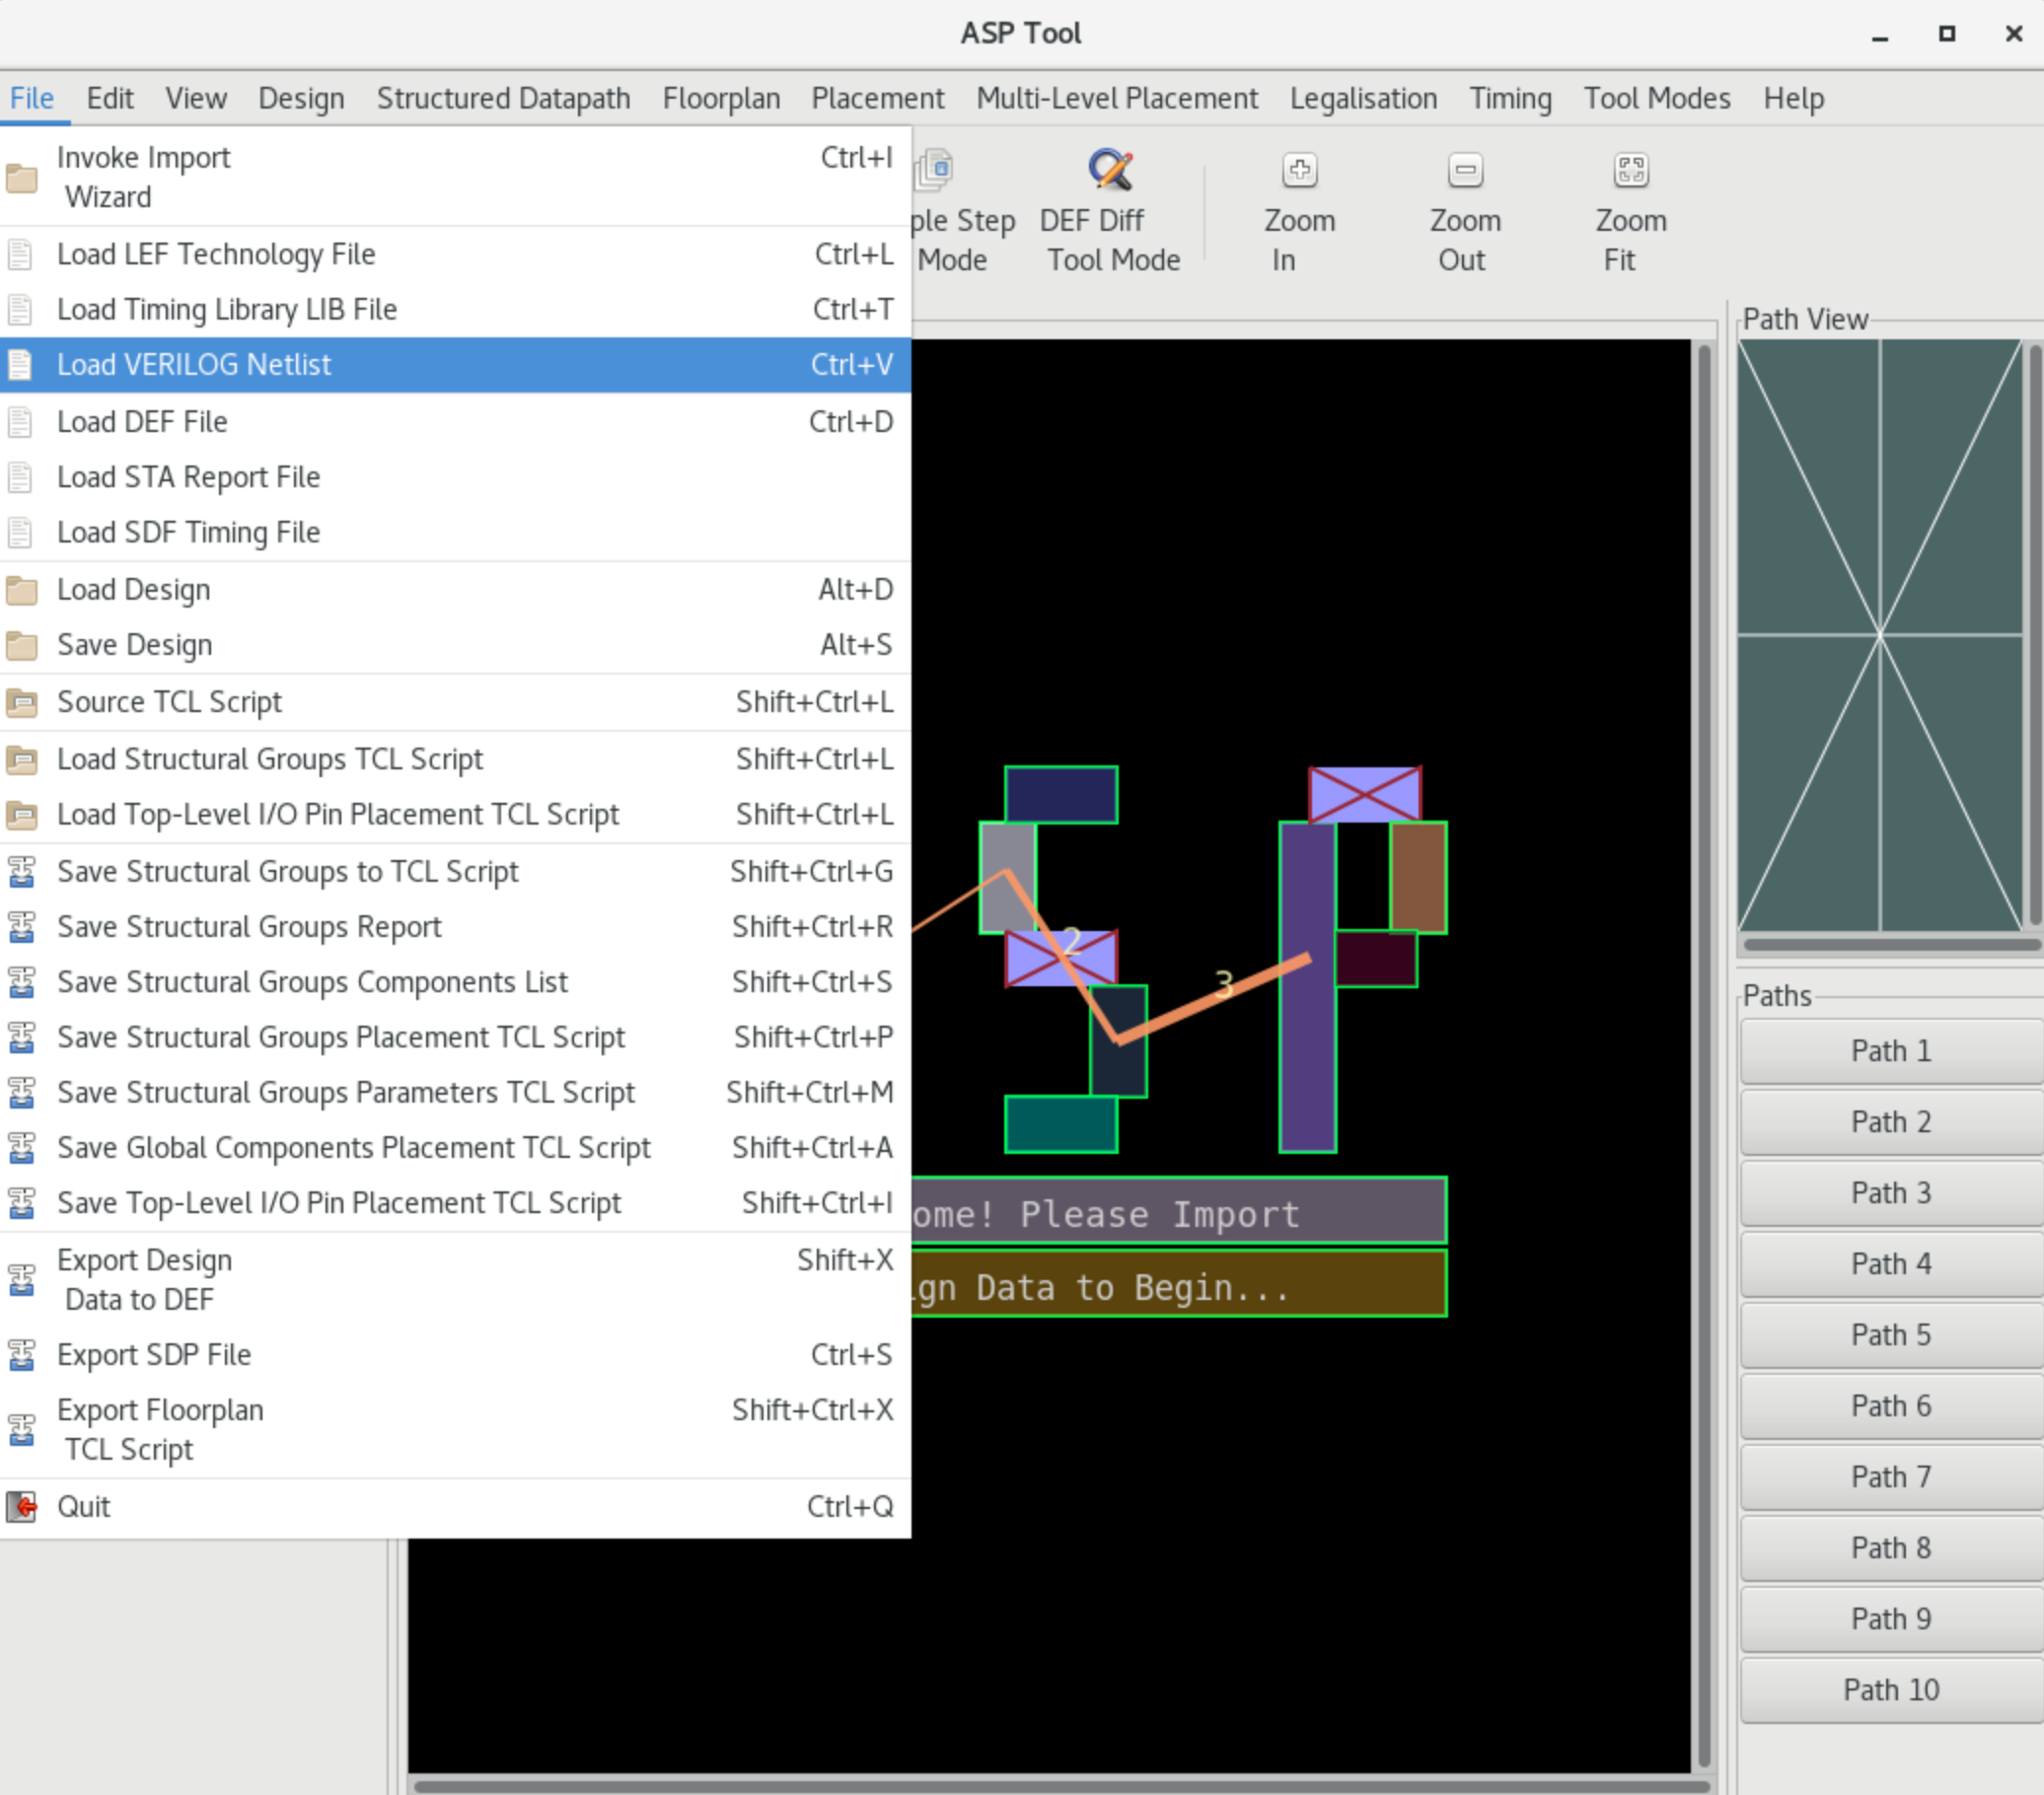 ASP Tool
File Edit View Design Structured Datapath Floorplan Placement Multi-Level Placement Legalisation Timing Tool Modes Help
Invoke Import Ctrl+I
Wizard
Load LEF Technology File Ctrl+L
Load Timing Library LIB File Ctrl+T
Load VERILOG Netlist Ctrl+V
Load DEF File Ctrl+D
Load STA Report File
Load SDF Timing File
Load Design Alt+D
Save Design Alt+S
Source TCL Script Shift+Ctrl+L
Load Structural Groups TCL Script Shift+Ctrl+L
Load Top-Level I/O Pin Placement TCL Script Shift+Ctrl+L
Save Structural Groups to TCL Script Shift+Ctrl+G
Save Structural Groups Report Shift+Ctrl+R
Save Structural Groups Components List Shift+Ctrl+S
Save Structural Groups Placement TCL Script Shift+Ctrl+P
Save Structural Groups Parameters TCL Script Shift+Ctrl+M
Save Global Components Placement TCL Script Shift+Ctrl+A
Save Top-Level I/O Pin Placement TCL Script Shift+Ctrl+I
Export Design Shift+X
Data to DEF
Export SDP File Ctrl+S
Export Floorplan Shift+Ctrl+X
TCL Script
Quit Ctrl+Q
Step
Mode
DEF Diff
Tool Mode
Zoom
In
Zoom
Out
Zoom
Fit
2
3
Please Import
Data to Begin...
Path View
Paths
Path 1
Path 2
Path 3
Path 4
Path 5
Path 6
Path 7
Path 8
Path 9
Path 10